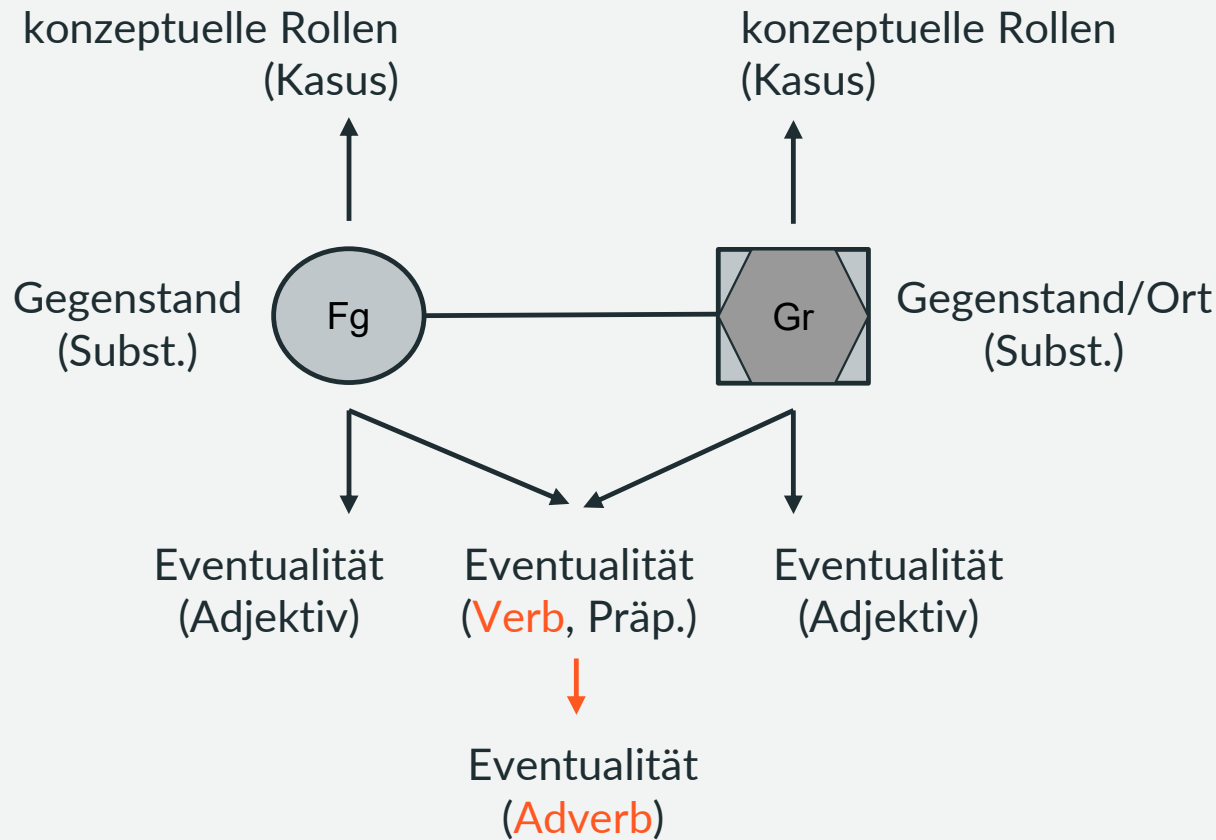 konzeptuelle Rollen
(Kasus)
konzeptuelle Rollen
(Kasus)
Gegenstand
(Subst.)
Fg
Gr
Gegenstand/Ort
(Subst.)
Eventualität
(Adjektiv)
Eventualität
(Verb, Präp.)
Eventualität
(Adjektiv)
Eventualität
(Adverb)